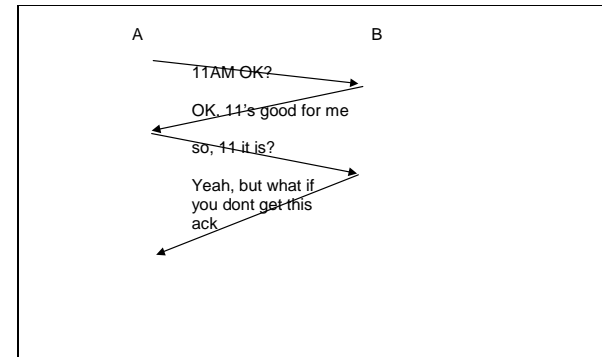 A B
11AM OK?
OK. 11's good for me
so, 11 it is?
Yeah, but what if
you dont get this
ack